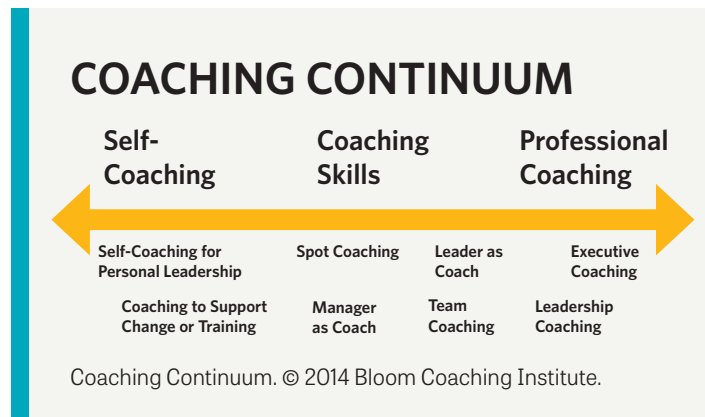 COACHING CONTINUUM
Self-
Coaching
Coaching
Skills
Professional
Coaching
Self-Coaching for
Personal Leadership
Spot Coaching
Leader as
Coach
Executive
Coaching
Coaching to Support
Change or Training
Manager
as Coach
Team
Coaching
Leadership
Coaching
Coaching Continuum. © 2014 Bloom Coaching Institute.